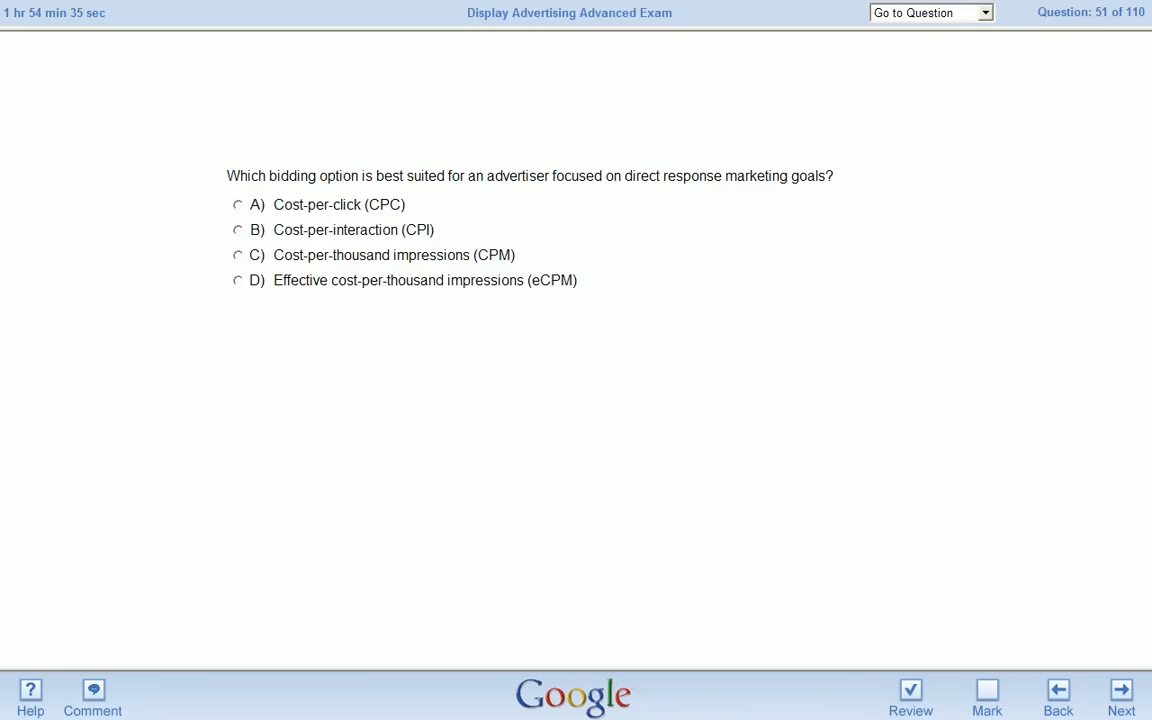 1 hr 54 min 35 sec
Display Advertising Advanced Exam
Go to Question
Question: 51 of 110
Which bidding option is best suited for an advertiser focused on direct response marketing goals?
A) Cost-per-click (CPC)
B) Cost-per-interaction (CPI)
C) Cost-per-thousand impressions (CPM)
D) Effective cost-per-thousand impressions (eCPM)
?
Help
Comment
Google
Review
Mark
Back
Next